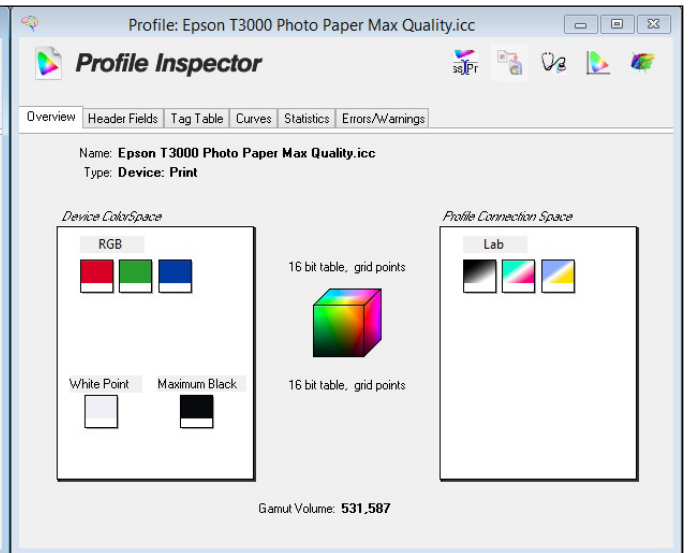 Profile: Epson T3000 Photo Paper Max Quality.icc
Profile Inspector
Overview Header Fields Tag Table Curves Statistics Errors/Warnings
Name: Epson T3000 Photo Paper Max Quality.icc
Type: Device: Print
Device ColorSpace
Profile Connection Space
RGB
Lab
16 bit table, grid points
White Point Maximum Black
16 bit table, grid points
Gamut Volume: 531,587